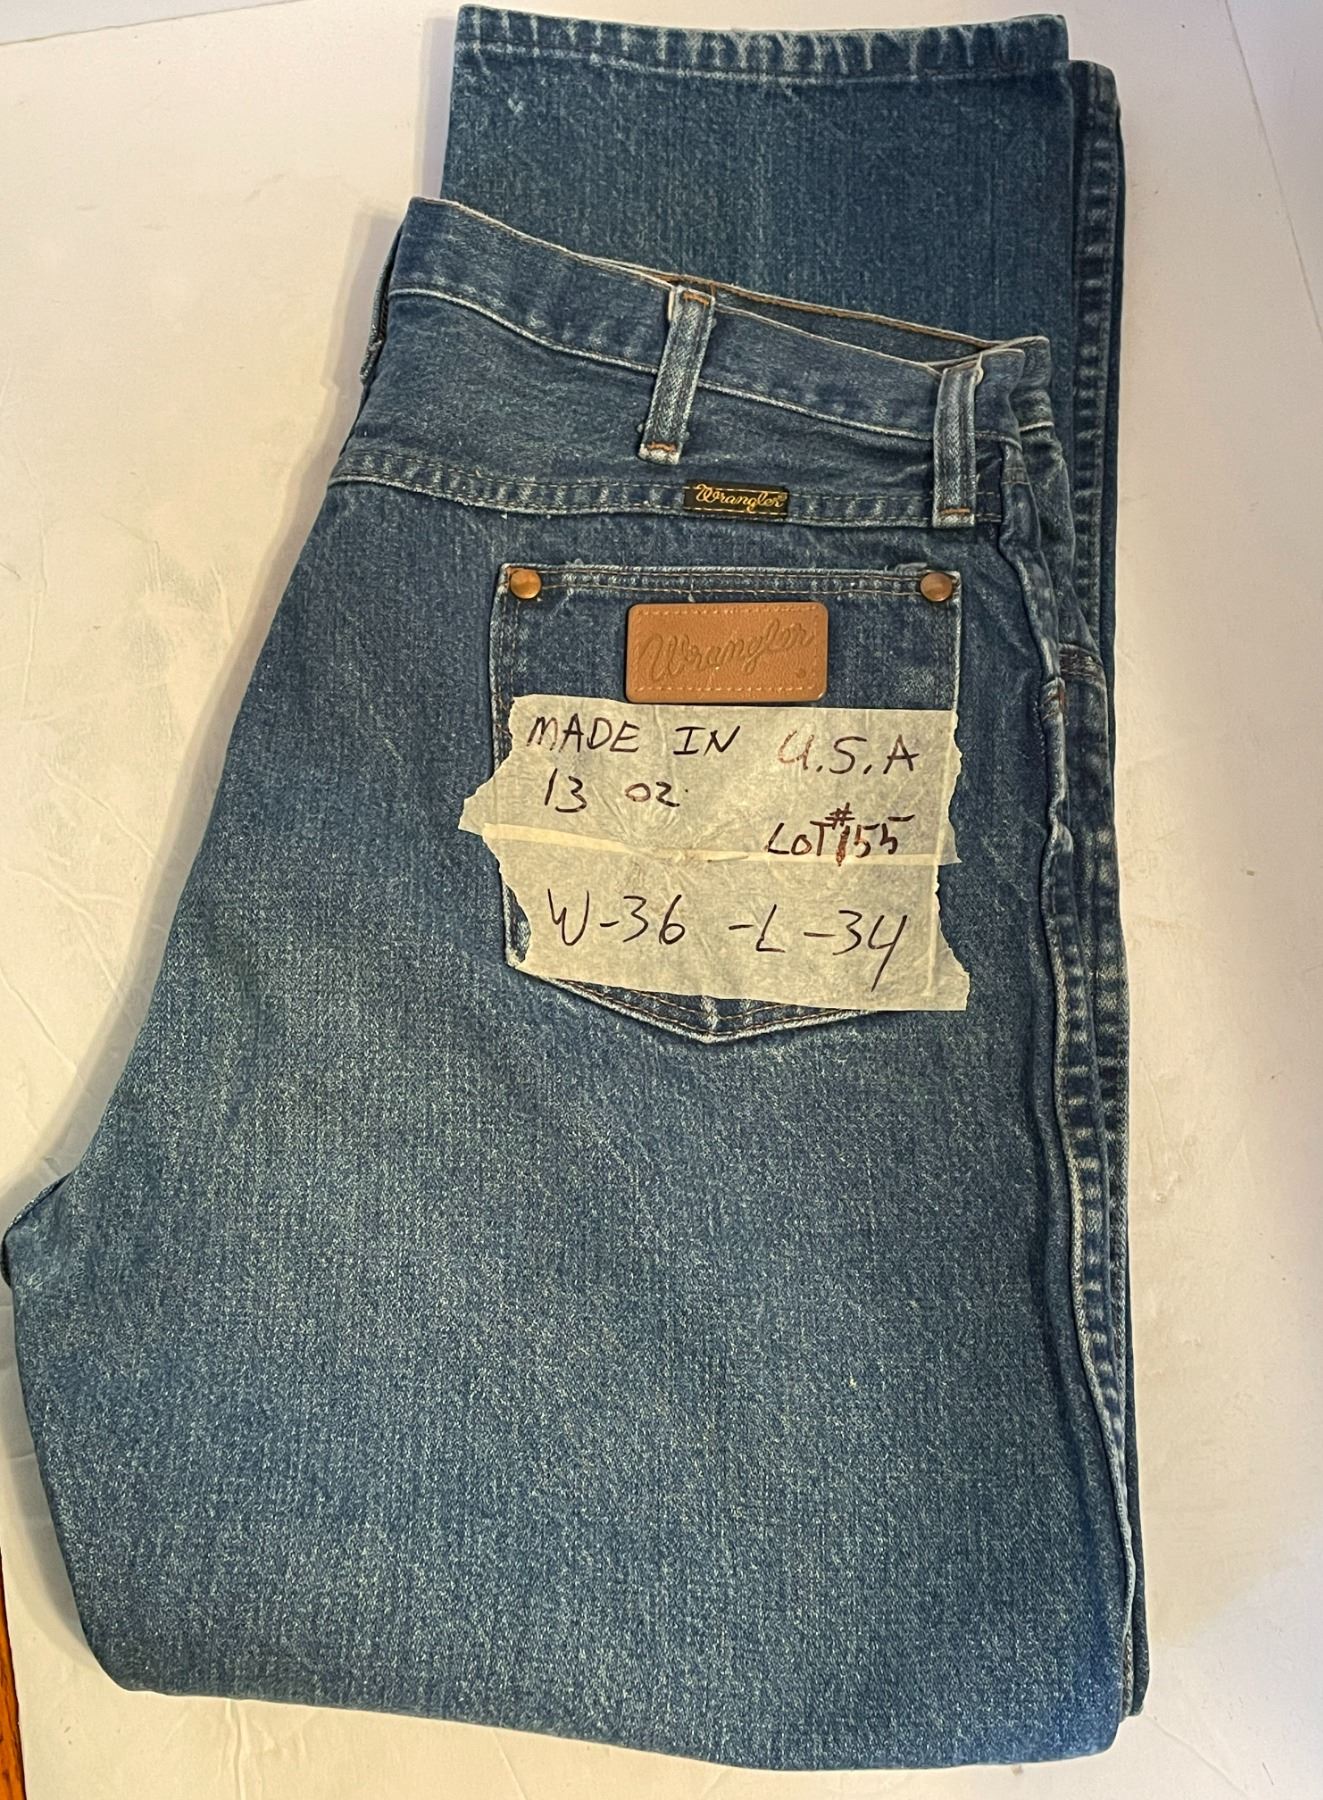 Wrangler®
Wrangler®
MADE IN U.S.A
13 oz.
LOT #155
W-36 -L-34